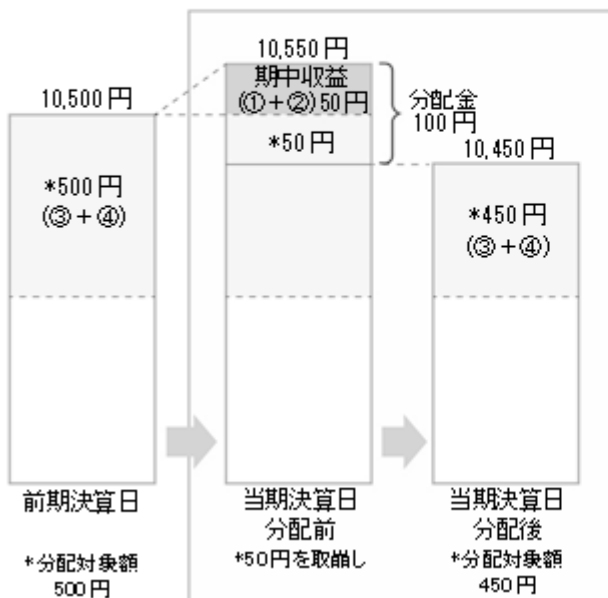 10,500円
*500円
(③+④)
前期決算日
*分配対象額
500円
10,550円
期中収益
(①+②)50円
*50円
分配金
100円
当期決算日
分配前
*50円を取崩し
10,450円
*450円
(③+④)
当期決算日
分配後
*分配対象額
450円